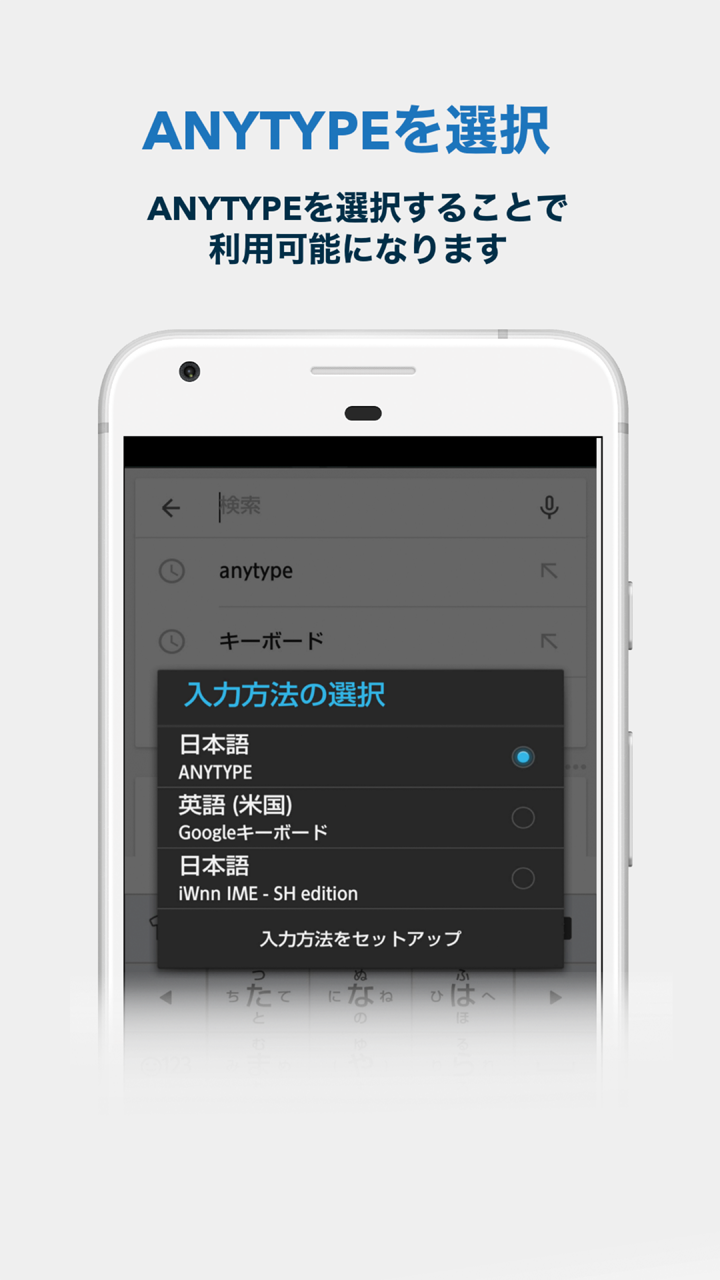 ANYTYPEを選択
ANYTYPEを選択することで
利用可能になります
検索
anytype
キーボード
入力方法の選択
日本語
ANYTYPE
英語 (米国)
Googleキーボード
日本語
iWnn IME - SH edition
入力方法をセットアップ
つ ぬ ふ
ち た て に な ね ひ は へ
と の ほ